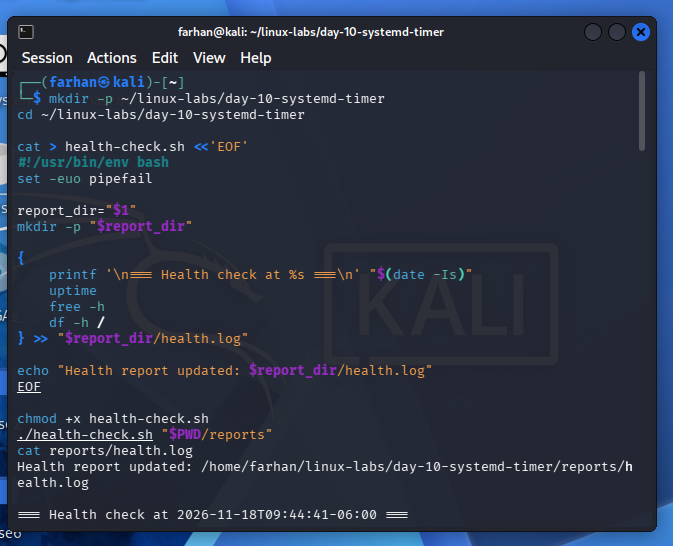 farhan@kali: ~/linux-labs/day-10-systemd-timer
Session Actions Edit View Help
┌──(farhan㉿kali)-[~]
└─$ mkdir -p ~/linux-labs/day-10-systemd-timer
cd ~/linux-labs/day-10-systemd-timer

cat > health-check.sh <<'EOF'
#!/usr/bin/env bash
set -euo pipefail

report_dir="$1"
mkdir -p "$report_dir"

{
    printf '\n=== Health check at %s ===\n' "$(date -Is)"
    uptime
    free -h
    df -h /
} >> "$report_dir/health.log"

echo "Health report updated: $report_dir/health.log"
EOF

chmod +x health-check.sh
./health-check.sh "$PWD/reports"
cat reports/health.log
Health report updated: /home/farhan/linux-labs/day-10-systemd-timer/reports/h
ealth.log

=== Health check at 2026-11-18T09:44:41-06:00 ===
KALI